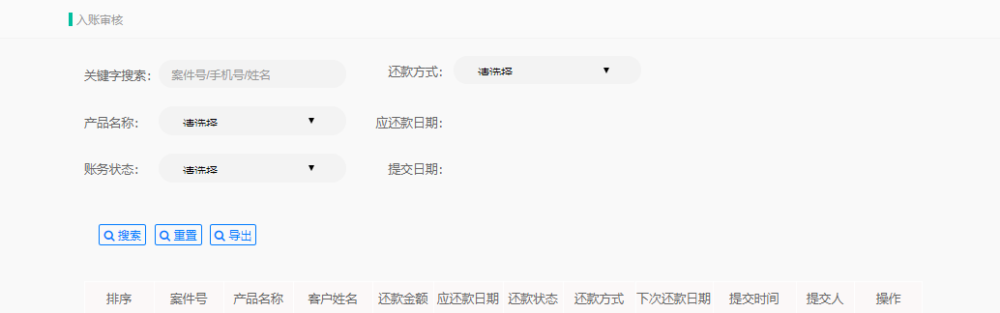 入账审核
关键字搜索： 案件号/手机号/姓名 还款方式： 请选择
产品名称： 请选择 应还款日期：
账务状态： 请选择 提交日期：
搜索 重置 导出
排序 案件号 产品名称 客户姓名 还款金额 应还款日期 还款状态 还款方式 下次还款日期 提交时间 提交人 操作